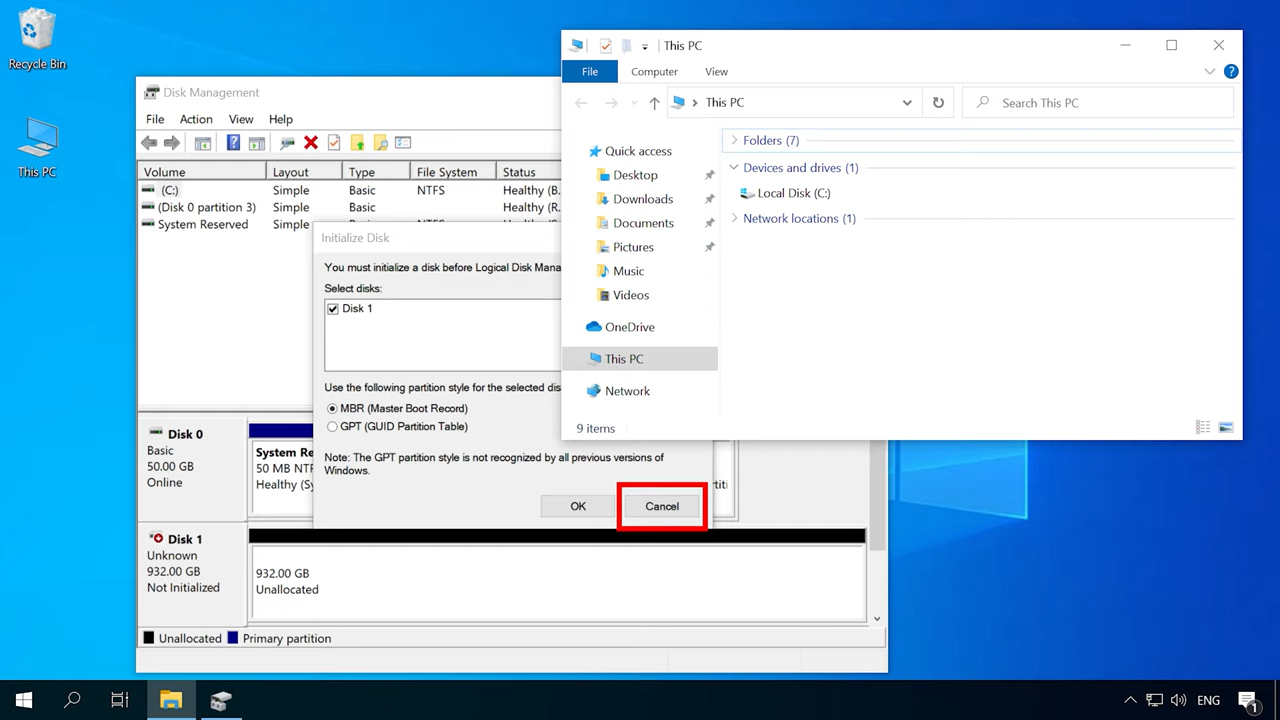 Recycle Bin
This PC
Disk Management
File Action View Help
Volume Layout Type File System Status
(C:) Simple Basic NTFS Healthy (B...
(Disk 0 partition 3) Simple Basic Healthy (R...
System Reserved Simple
Initialize Disk
You must initialize a disk before Logical Disk Mana
Select disks:
Disk 1
Use the following partition style for the selected dis
MBR (Master Boot Record)
GPT (GUID Partition Table)
Note: The GPT partition style is not recognized by all previous versions of
Windows.
OK Cancel
Disk 0
Basic
50.00 GB
Online
System Re
50 MB NTF
Healthy (S
Disk 1
Unknown
932.00 GB
Not Initialized
932.00 GB
Unallocated
Unallocated Primary partition
This PC
File Computer View
This PC
Search This PC
Quick access
Desktop
Downloads
Documents
Pictures
Music
Videos
OneDrive
This PC
Network
Folders (7)
Devices and drives (1)
Local Disk (C:)
Network locations (1)
9 items
ENG
1